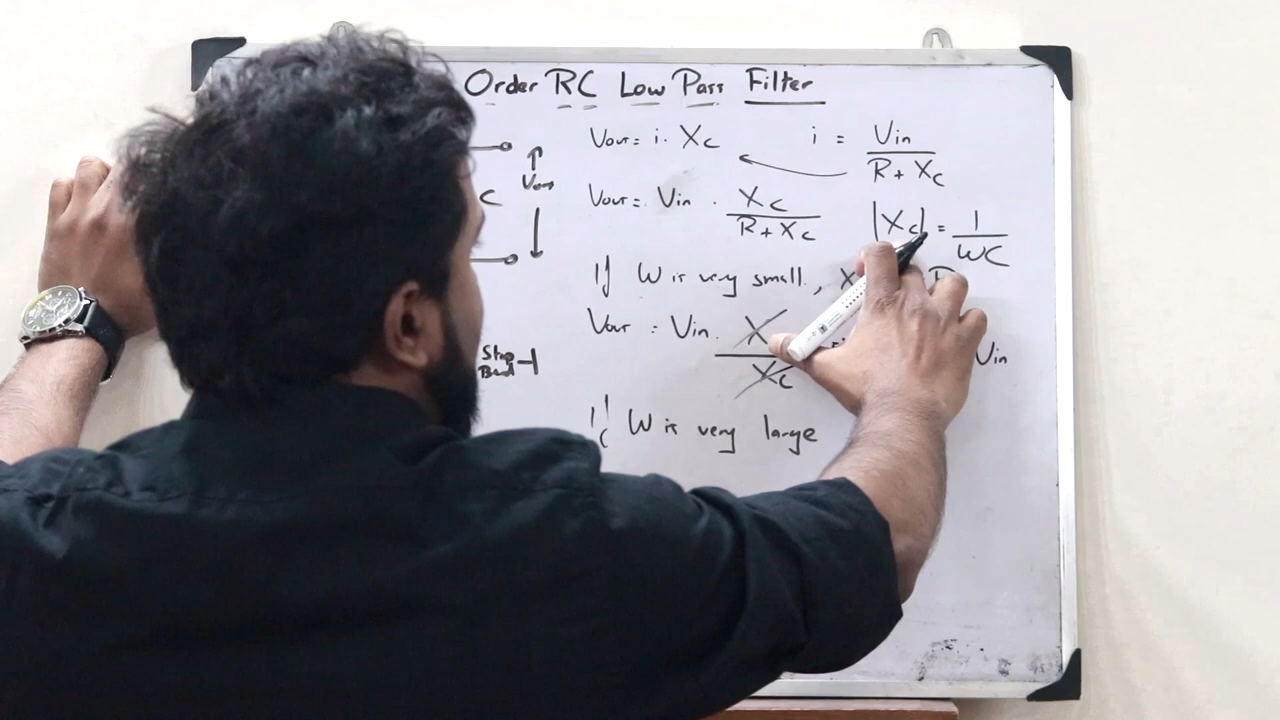 Order RC Low Pass Filter
Vout = i . Xc
i = Vin / R + Xc
Vout = Vin . Xc / R + Xc
|Xc| = 1 / WC
C
Vout
If W is very small, X
Vout = Vin . X / Xc
Vin
Stop
Band
If W is very large